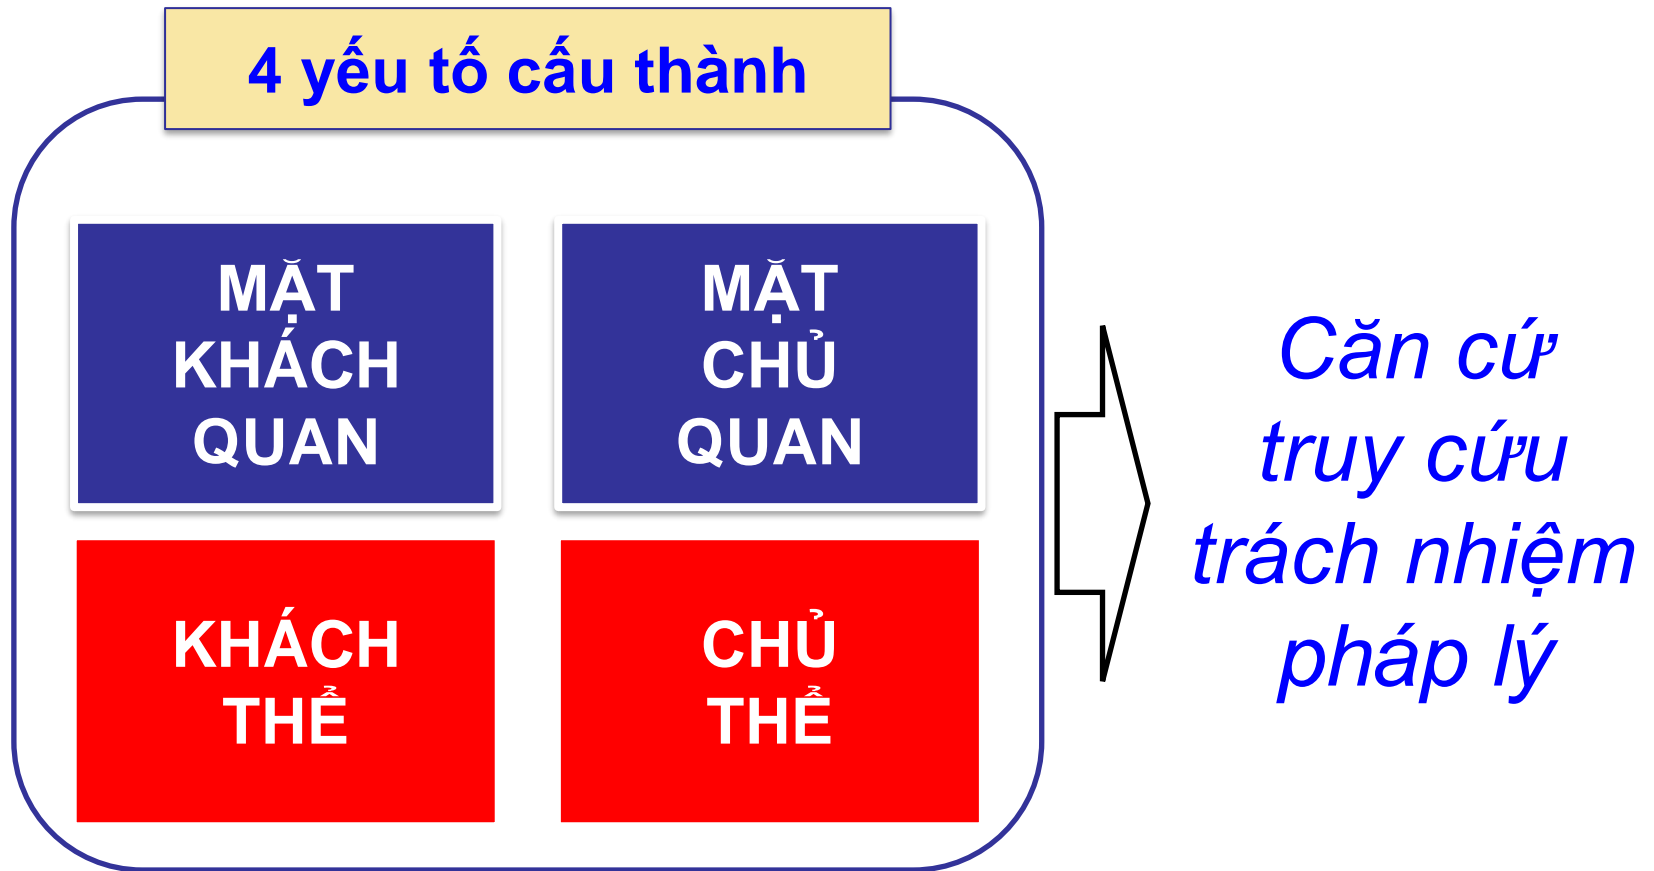 4 yếu tố cấu thành
MẶT
KHÁCH
QUAN
MẶT
CHỦ
QUAN
KHÁCH
THỂ
CHỦ
THỂ
Căn cứ
truy cứu
trách nhiệm
pháp lý